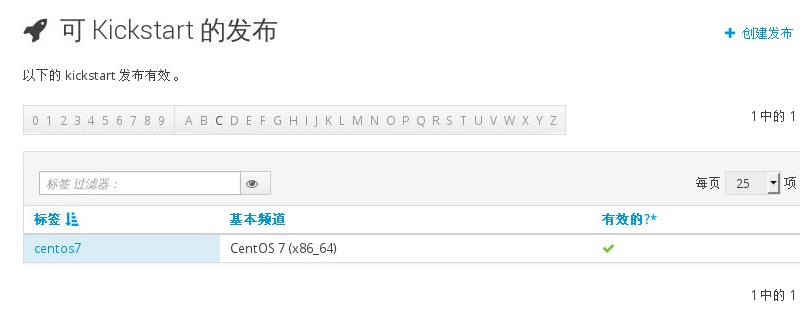 可 Kickstart 的发布
+ 创建发布
以下的 kickstart 发布有效 。
0 1 2 3 4 5 6 7 8 9 A B C D E F G H I J K L M N O P Q R S T U V W X Y Z
1 中的 1
标签 过滤器：
每页 25 项
标签 基本频道 有效的?*
centos7 CentOS 7 (x86_64)
1 中的 1